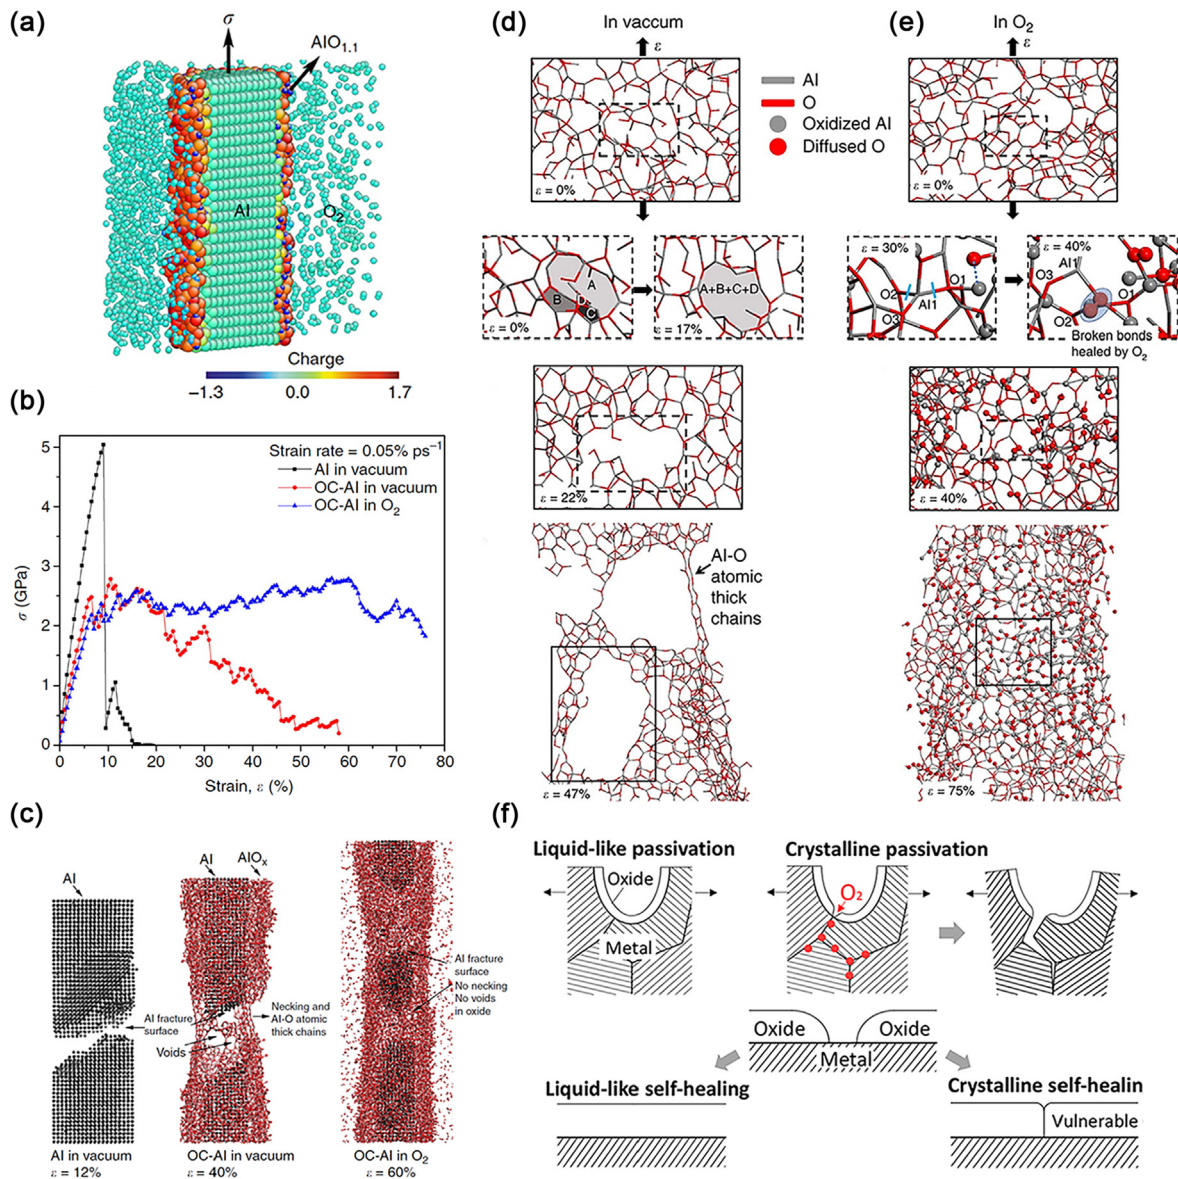 (a)
σ
AlO1.1
Al
O2
Charge
−1.3
0.0
1.7
(b)
Strain rate = 0.05% ps−1
Al in vacuum
OC-Al in vacuum
OC-Al in O2
σ (GPa)
5
4
3
2
1
0
0
10
20
30
40
50
60
70
80
Strain, ε (%)
(c)
Al
Al
AlOx
Al fracture
surface
Voids
Necking and
Al-O atomic
thick chains
Al fracture
surface
No necking
No voids
in oxide
Al in vacuum
ε = 12%
OC-Al in vacuum
ε = 40%
OC-Al in O2
ε = 60%
(d)
In vaccum
ε
ε = 0%
Al
O
Oxidized Al
Diffused O
A
B
D
C
ε = 0%
A+B+C+D
ε = 17%
ε = 22%
Al-O
atomic
thick
chains
ε = 47%
(e)
In O2
ε
ε = 0%
ε = 30%
O2
O1
Al1
O3
ε = 40%
Al1
O3
O1
O2
Broken bonds
healed by O2
ε = 40%
ε = 75%
(f)
Liquid-like passivation
Oxide
Metal
Crystalline passivation
O2
Oxide
Oxide
Metal
Liquid-like self-healing
Crystalline self-healin
Vulnerable